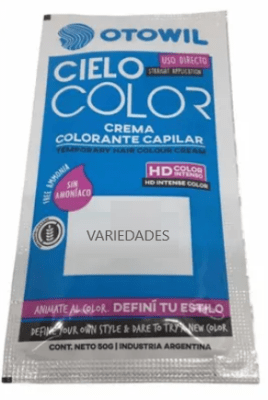 OTOWIL
USO DIRECTO
STRAIGHT APPLICATION
CIELO
COLOR
CREMA
COLORANTE CAPILAR
TEMPORARY HAIR COLOUR CREAM
FREE AMMONIA
SIN
AMONÍACO
HD COLOR
INTENSO
HD INTENSE COLOR
VARIEDADES
ANIMATE AL COLOR. DEFINÍ TU ESTILO
DEFINE YOUR OWN STYLE & DARE TO TRY A NEW COLOR
CONT. NETO 50G | INDUSTRIA ARGENTINA